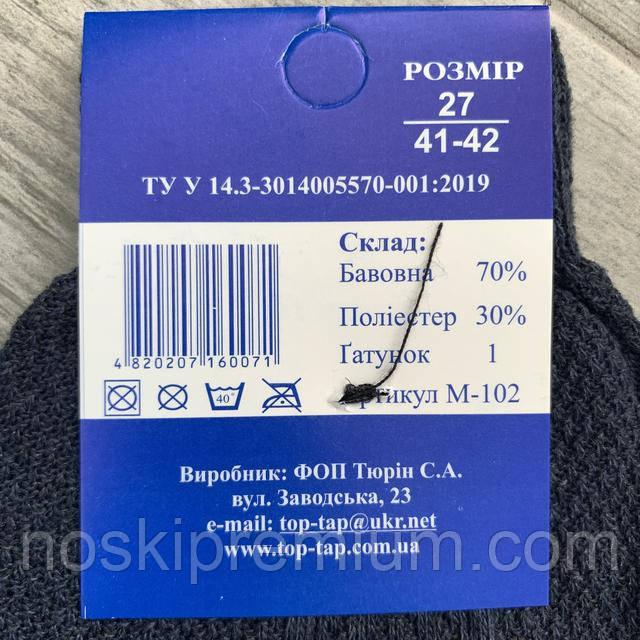 РОЗМІР
27
41-42
ТУ У 14.3-3014005570-001:2019
Склад:
Бавовна 70%
Поліестер 30%
Ґатунок 1
М-102
4 820207 160071
40°
Виробник: ФОП Тюрін С.А.
вул. Заводська, 23
e-mail: top-tap@ukr.net
www.top-tap.com.ua
noskipremium.com